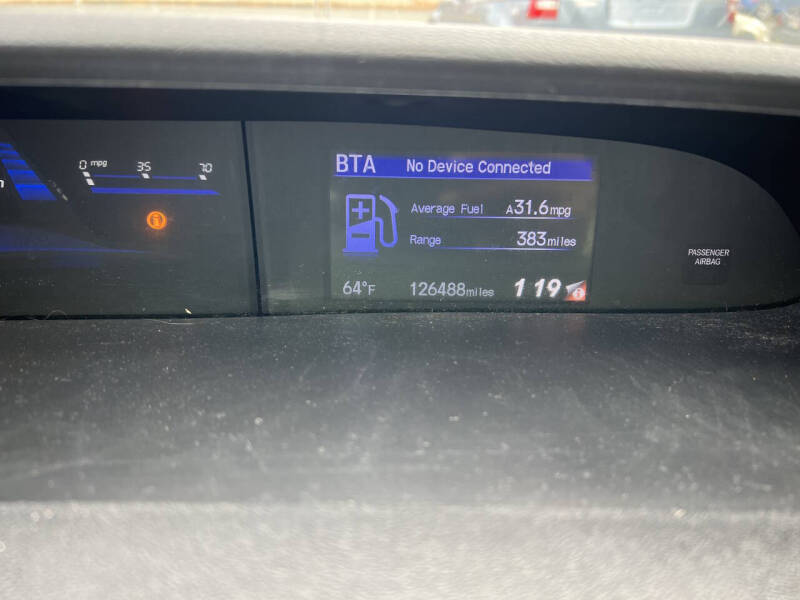 0 mpg 35 70
BTA No Device Connected
Average Fuel A31.6mpg
Range 383miles
PASSENGER
AIRBAG
64°F 126488miles 1 19